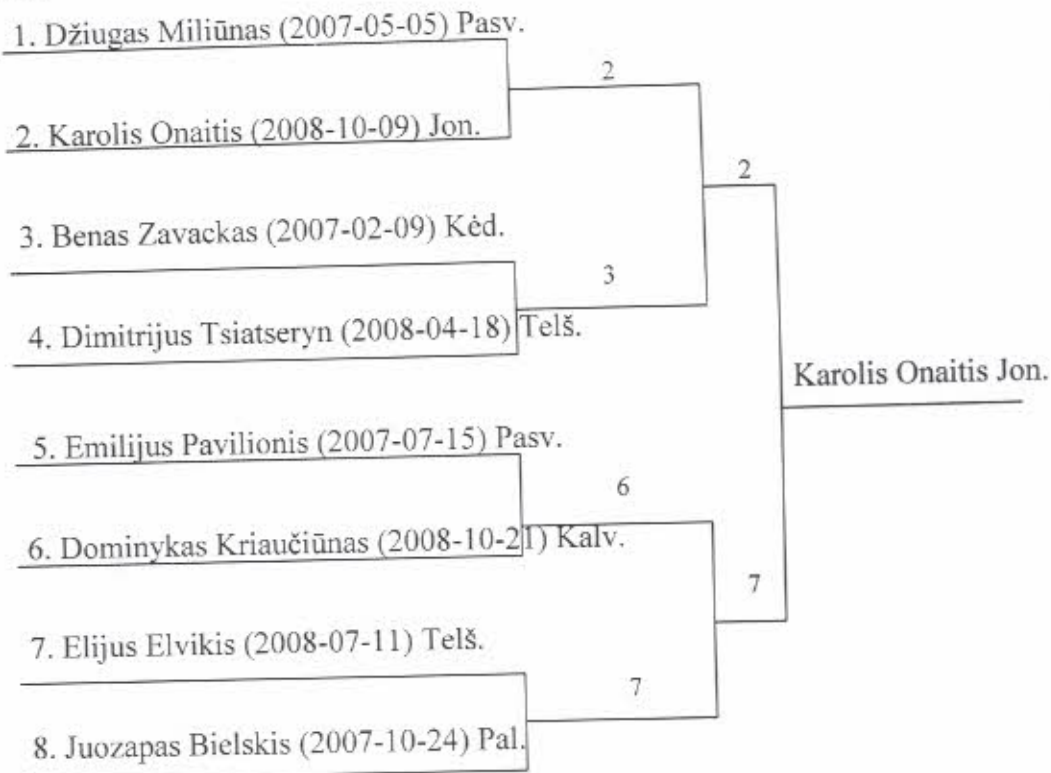 1. Džiugas Miliūnas (2007-05-05) Pasv.
2
2. Karolis Onaitis (2008-10-09) Jon.
2
3. Benas Zavackas (2007-02-09) Kėd.
3
4. Dimitrijus Tsiatseryn (2008-04-18) Telš.
Karolis Onaitis Jon.
5. Emilijus Pavilionis (2007-07-15) Pasv.
6
6. Dominykas Kriaučiūnas (2008-10-21) Kalv.
7
7. Elijus Elvikis (2008-07-11) Telš.
7
8. Juozapas Bielskis (2007-10-24) Pal.